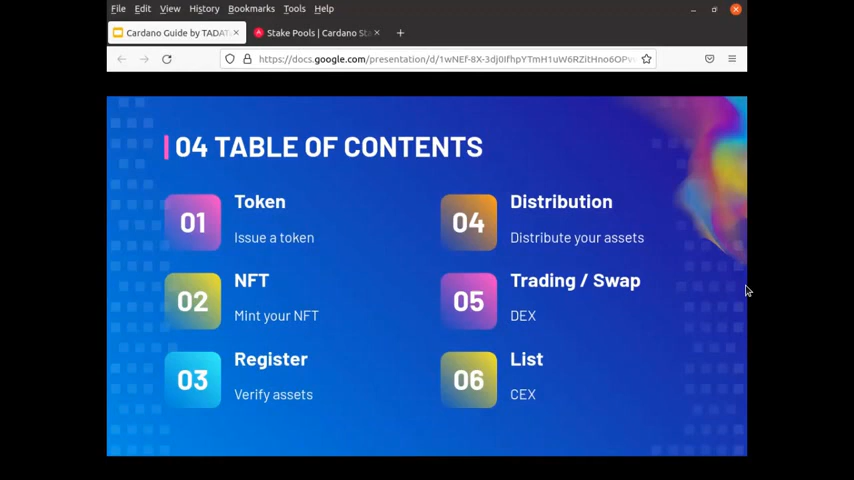 File Edit View History Bookmarks Tools Help
Cardano Guide by TADAT
Stake Pools | Cardano Sta
https://docs.google.com/presentation/d/1wNEf-8X-3dj0IfhpYTmH1uW6RZitHno6OPv
04 TABLE OF CONTENTS
01
Token
Issue a token
02
NFT
Mint your NFT
03
Register
Verify assets
04
Distribution
Distribute your assets
05
Trading / Swap
DEX
06
List
CEX